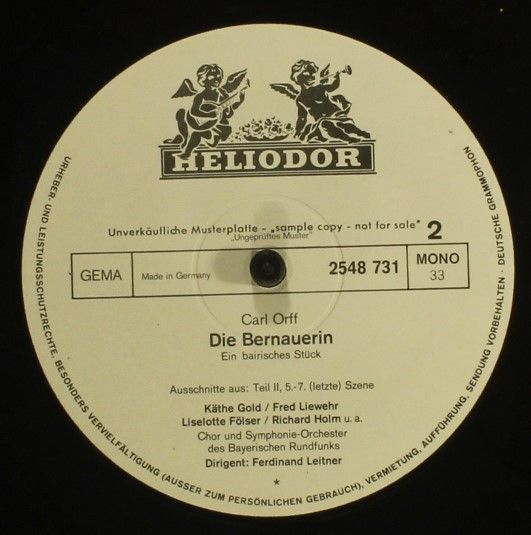 HELIODOR
Unverkäufliche Musterplatte - „sample copy - not for sale"
„Ungeprüftes Muster"
2
GEMA
Made in Germany
2548 731
MONO
33
Carl Orff
Die Bernauerin
Ein bairisches Stück
Ausschnitte aus: Teil II, 5.-7. (letzte) Szene
Käthe Gold / Fred Liewehr
Liselotte Fölser / Richard Holm u. a.
Chor und Symphonie-Orchester
des Bayerischen Rundfunks
Dirigent: Ferdinand Leitner
*
URHEBER- UND LEISTUNGSSCHUTZRECHTE, BESONDERS VERVIELFÄLTIGUNG (AUSSER ZUM PERSÖNLICHEN GEBRAUCH), VERMIETUNG, AUFFÜHRUNG, SENDUNG VORBEHALTEN · DEUTSCHE GRAMMOPHON